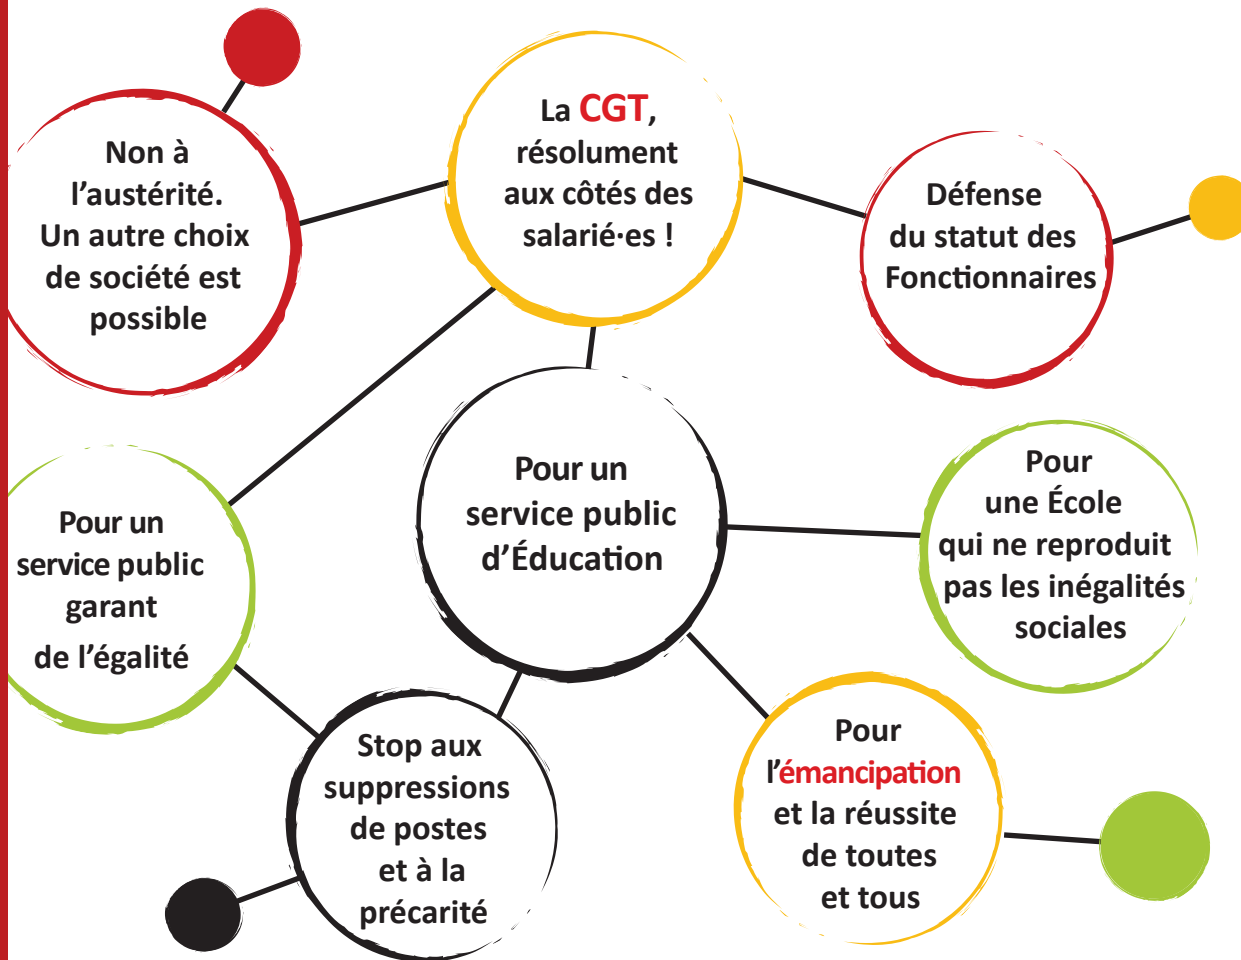 Non à
l'austérité.
Un autre choix
de société est
possible
La CGT,
résolument
aux côtés des
salarié·es !
Défense
du statut des
Fonctionnaires
Pour un
service public
garant
de l'égalité
Pour un
service public
d'Éducation
Pour
une École
qui ne reproduit
pas les inégalités
sociales
Stop aux
suppressions
de postes
et à la
précarité
Pour
l'émancipation
et la réussite
de toutes
et tous